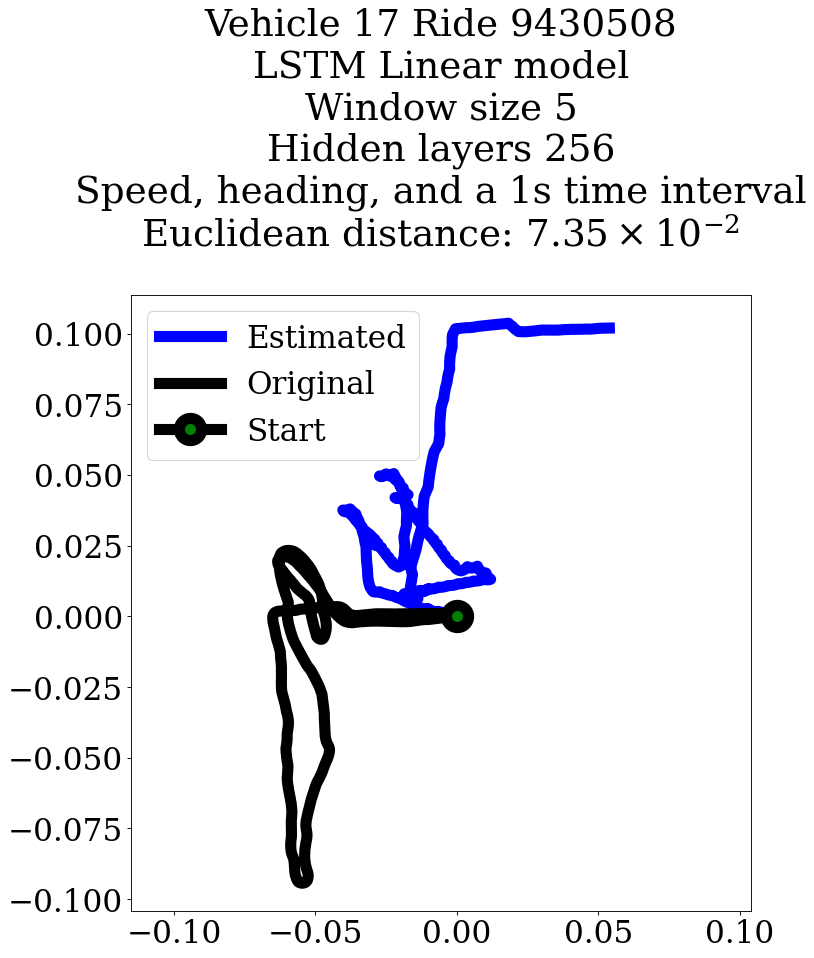 Vehicle 17 Ride 9430508
LSTM Linear model
Window size 5
Hidden layers 256
Speed, heading, and a 1s time interval
Euclidean distance: 7.35 × 10⁻²
Estimated
Original
Start
0.100
0.075
0.050
0.025
0.000
−0.025
−0.050
−0.075
−0.100
−0.10 −0.05 0.00 0.05 0.10